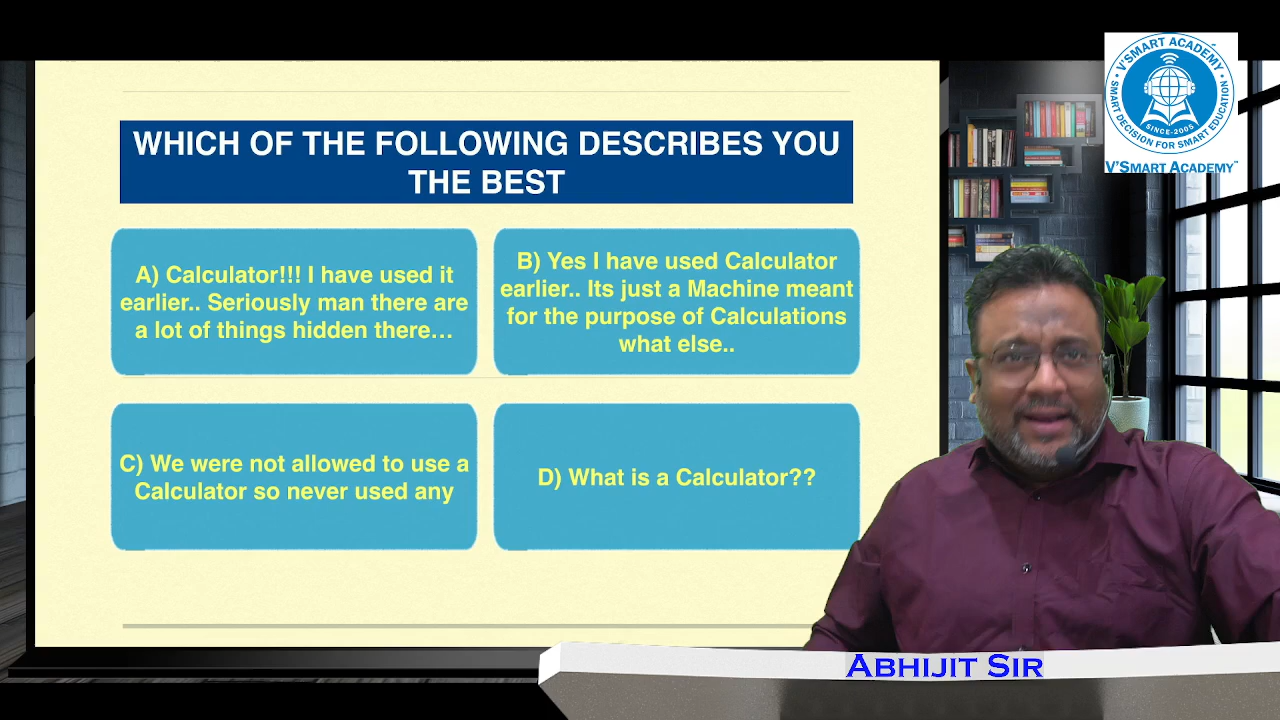 WHICH OF THE FOLLOWING DESCRIBES YOU
THE BEST
A) Calculator!!! I have used it
earlier.. Seriously man there are
a lot of things hidden there…
B) Yes I have used Calculator
earlier.. Its just a Machine meant
for the purpose of Calculations
what else..
C) We were not allowed to use a
Calculator so never used any
D) What is a Calculator??
V'SMART ACADEMY
SINCE-2005
SMART DECISION FOR SMART EDUCATION
V'SMART ACADEMY™
ABHIJIT SIR